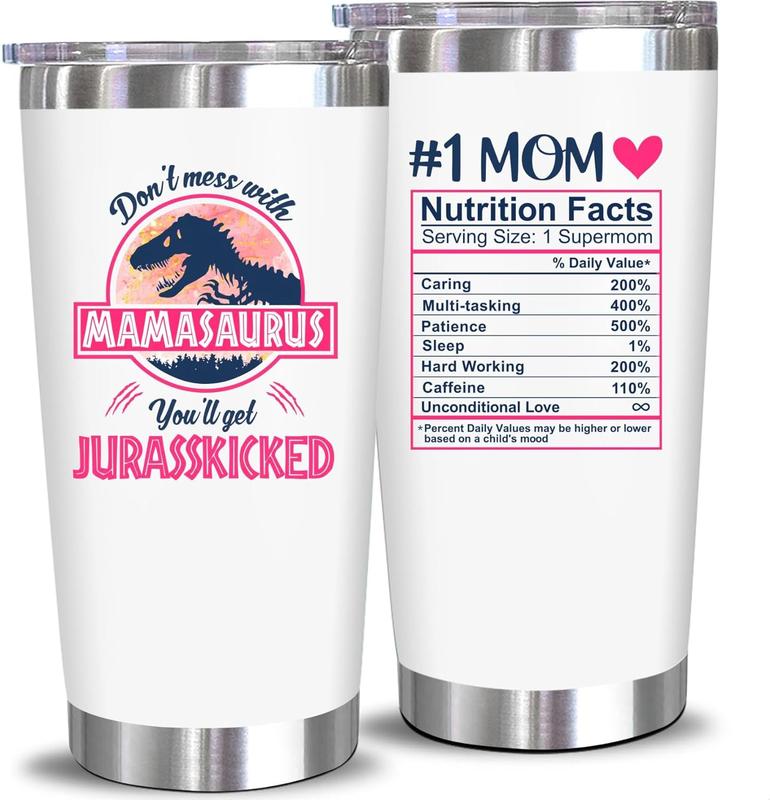 Don't mess with
MAMASAURUS
You'll get
JURASSKICKED
#1 MOM
Nutrition Facts
Serving Size: 1 Supermom
% Daily Value*
Caring 200%
Multi-tasking 400%
Patience 500%
Sleep 1%
Hard Working 200%
Caffeine 110%
Unconditional Love ∞
*Percent Daily Values may be higher or lower
based on a child's mood